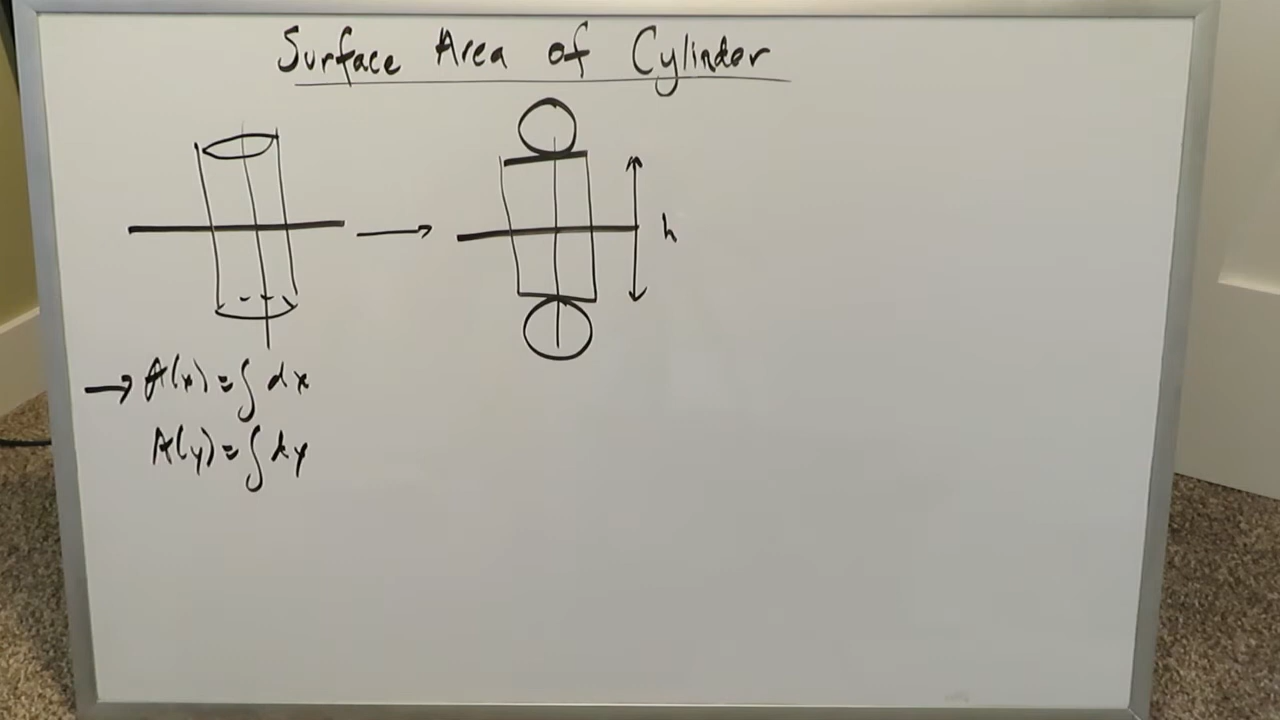 Surface Area of Cylinder
h
A(x) = ∫ dx
A(y) = ∫ dy